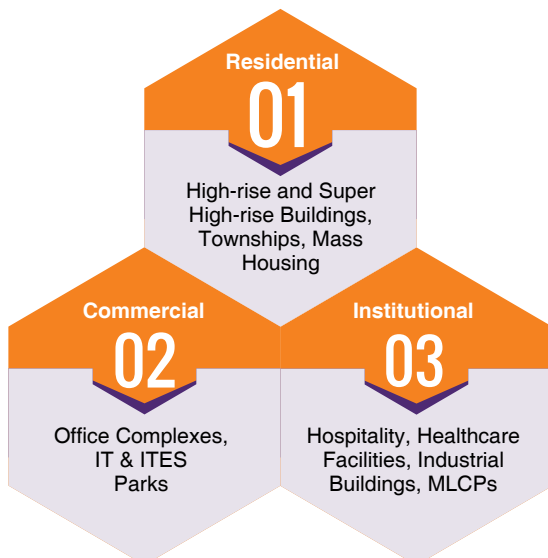 Residential
01
High-rise and Super
High-rise Buildings,
Townships, Mass
Housing
Commercial
02
Office Complexes,
IT & ITES
Parks
Institutional
03
Hospitality, Healthcare
Facilities, Industrial
Buildings, MLCPs